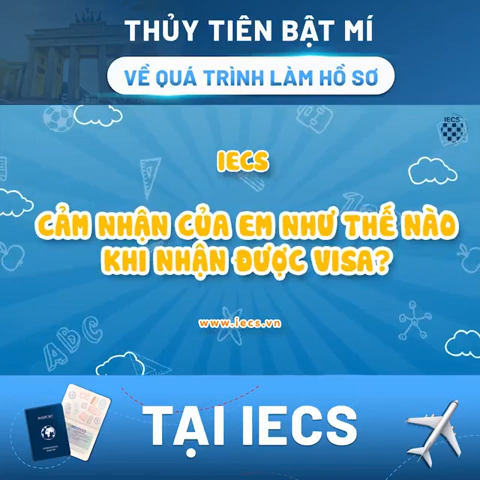 THỦY TIÊN BẬT MÍ
VỀ QUÁ TRÌNH LÀM HỒ SƠ
IECS
IECS
CẢM NHẬN CỦA EM NHƯ THẾ NÀO
KHI NHẬN ĐƯỢC VISA?
www.iecs.vn
ABC
PASSPORT
TẠI IECS